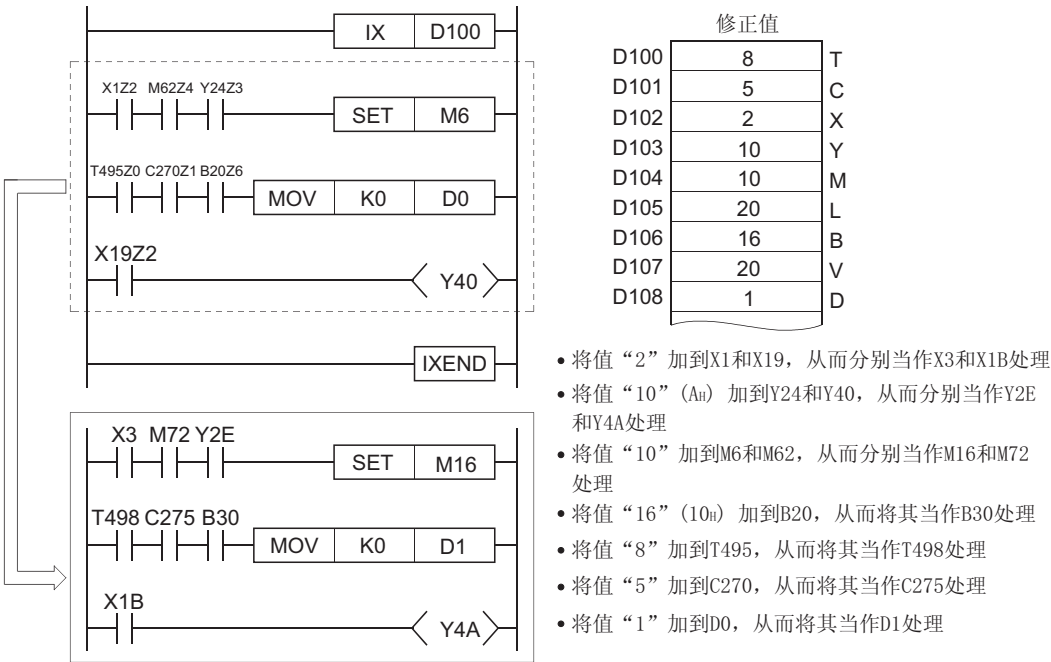 IX D100
X1Z2 M62Z4 Y24Z3
SET M6
T495Z0 C270Z1 B20Z6
MOV K0 D0
X19Z2
Y40
IXEND
X3 M72 Y2E
SET M16
T498 C275 B30
MOV K0 D1
X1B
Y4A
修正值
D100 8 T
D101 5 C
D102 2 X
D103 10 Y
D104 10 M
D105 20 L
D106 16 B
D107 20 V
D108 1 D
• 将值“2”加到X1和X19，从而分别当作X3和X1B处理
• 将值“10”(AH) 加到Y24和Y40，从而分别当作Y2E
和Y4A处理
• 将值“10”加到M6和M62，从而分别当作M16和M72
处理
• 将值“16”(10H) 加到B20，从而将其当作B30处理
• 将值“8”加到T495，从而将其当作T498处理
• 将值“5”加到C270，从而将其当作C275处理
• 将值“1”加到D0，从而将其当作D1处理